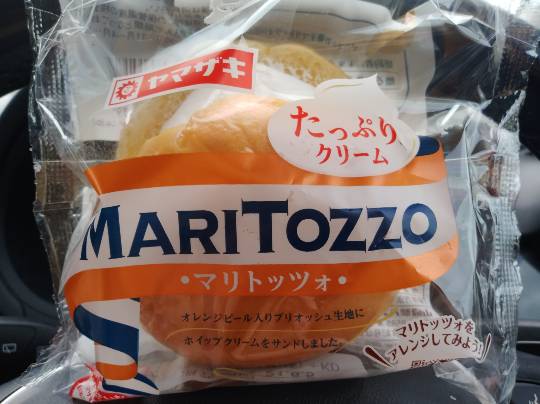 ヤマザキ
たっぷり
クリーム
MARITOZZO
・マリトッツォ・
オレンジピール入りブリオッシュ生地に
ホイップクリームをサンドしました。
マリトッツォを
アレンジしてみよう!